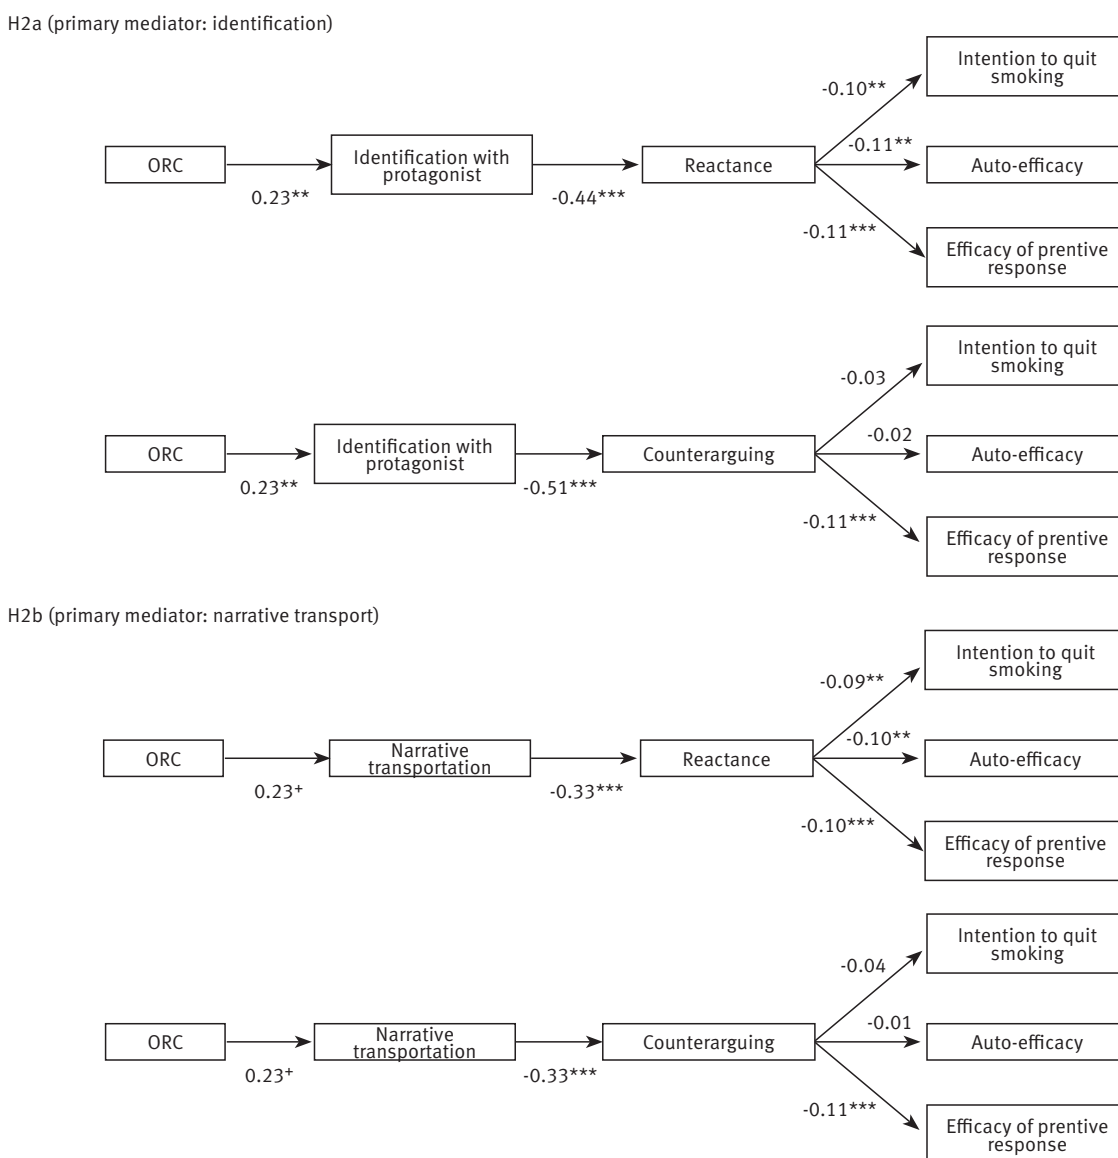 H2a (primary mediator: identification)
Intention to quit
smoking
-0.10**
ORC
0.23**
Identification with
protagonist
-0.44***
Reactance
-0.11**
Auto-efficacy
-0.11***
Efficacy of prentive
response
Intention to quit
smoking
-0.03
ORC
0.23**
Identification with
protagonist
-0.51***
Counterarguing
-0.02
Auto-efficacy
-0.11***
Efficacy of prentive
response
H2b (primary mediator: narrative transport)
Intention to quit
smoking
-0.09**
ORC
0.23+
Narrative
transportation
-0.33***
Reactance
-0.10**
Auto-efficacy
-0.10***
Efficacy of prentive
response
Intention to quit
smoking
-0.04
ORC
0.23+
Narrative
transportation
-0.33***
Counterarguing
-0.01
Auto-efficacy
-0.11***
Efficacy of prentive
response